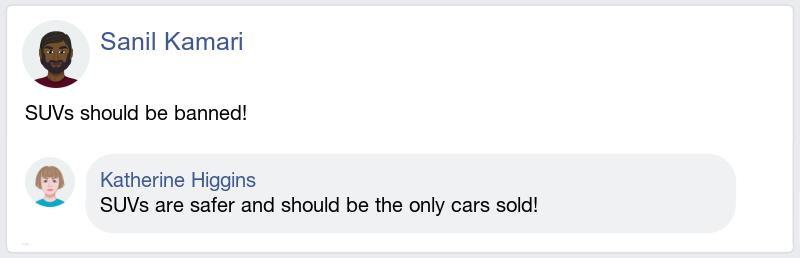 Sanil Kamari
SUVs should be banned!
Katherine Higgins
SUVs are safer and should be the only cars sold!